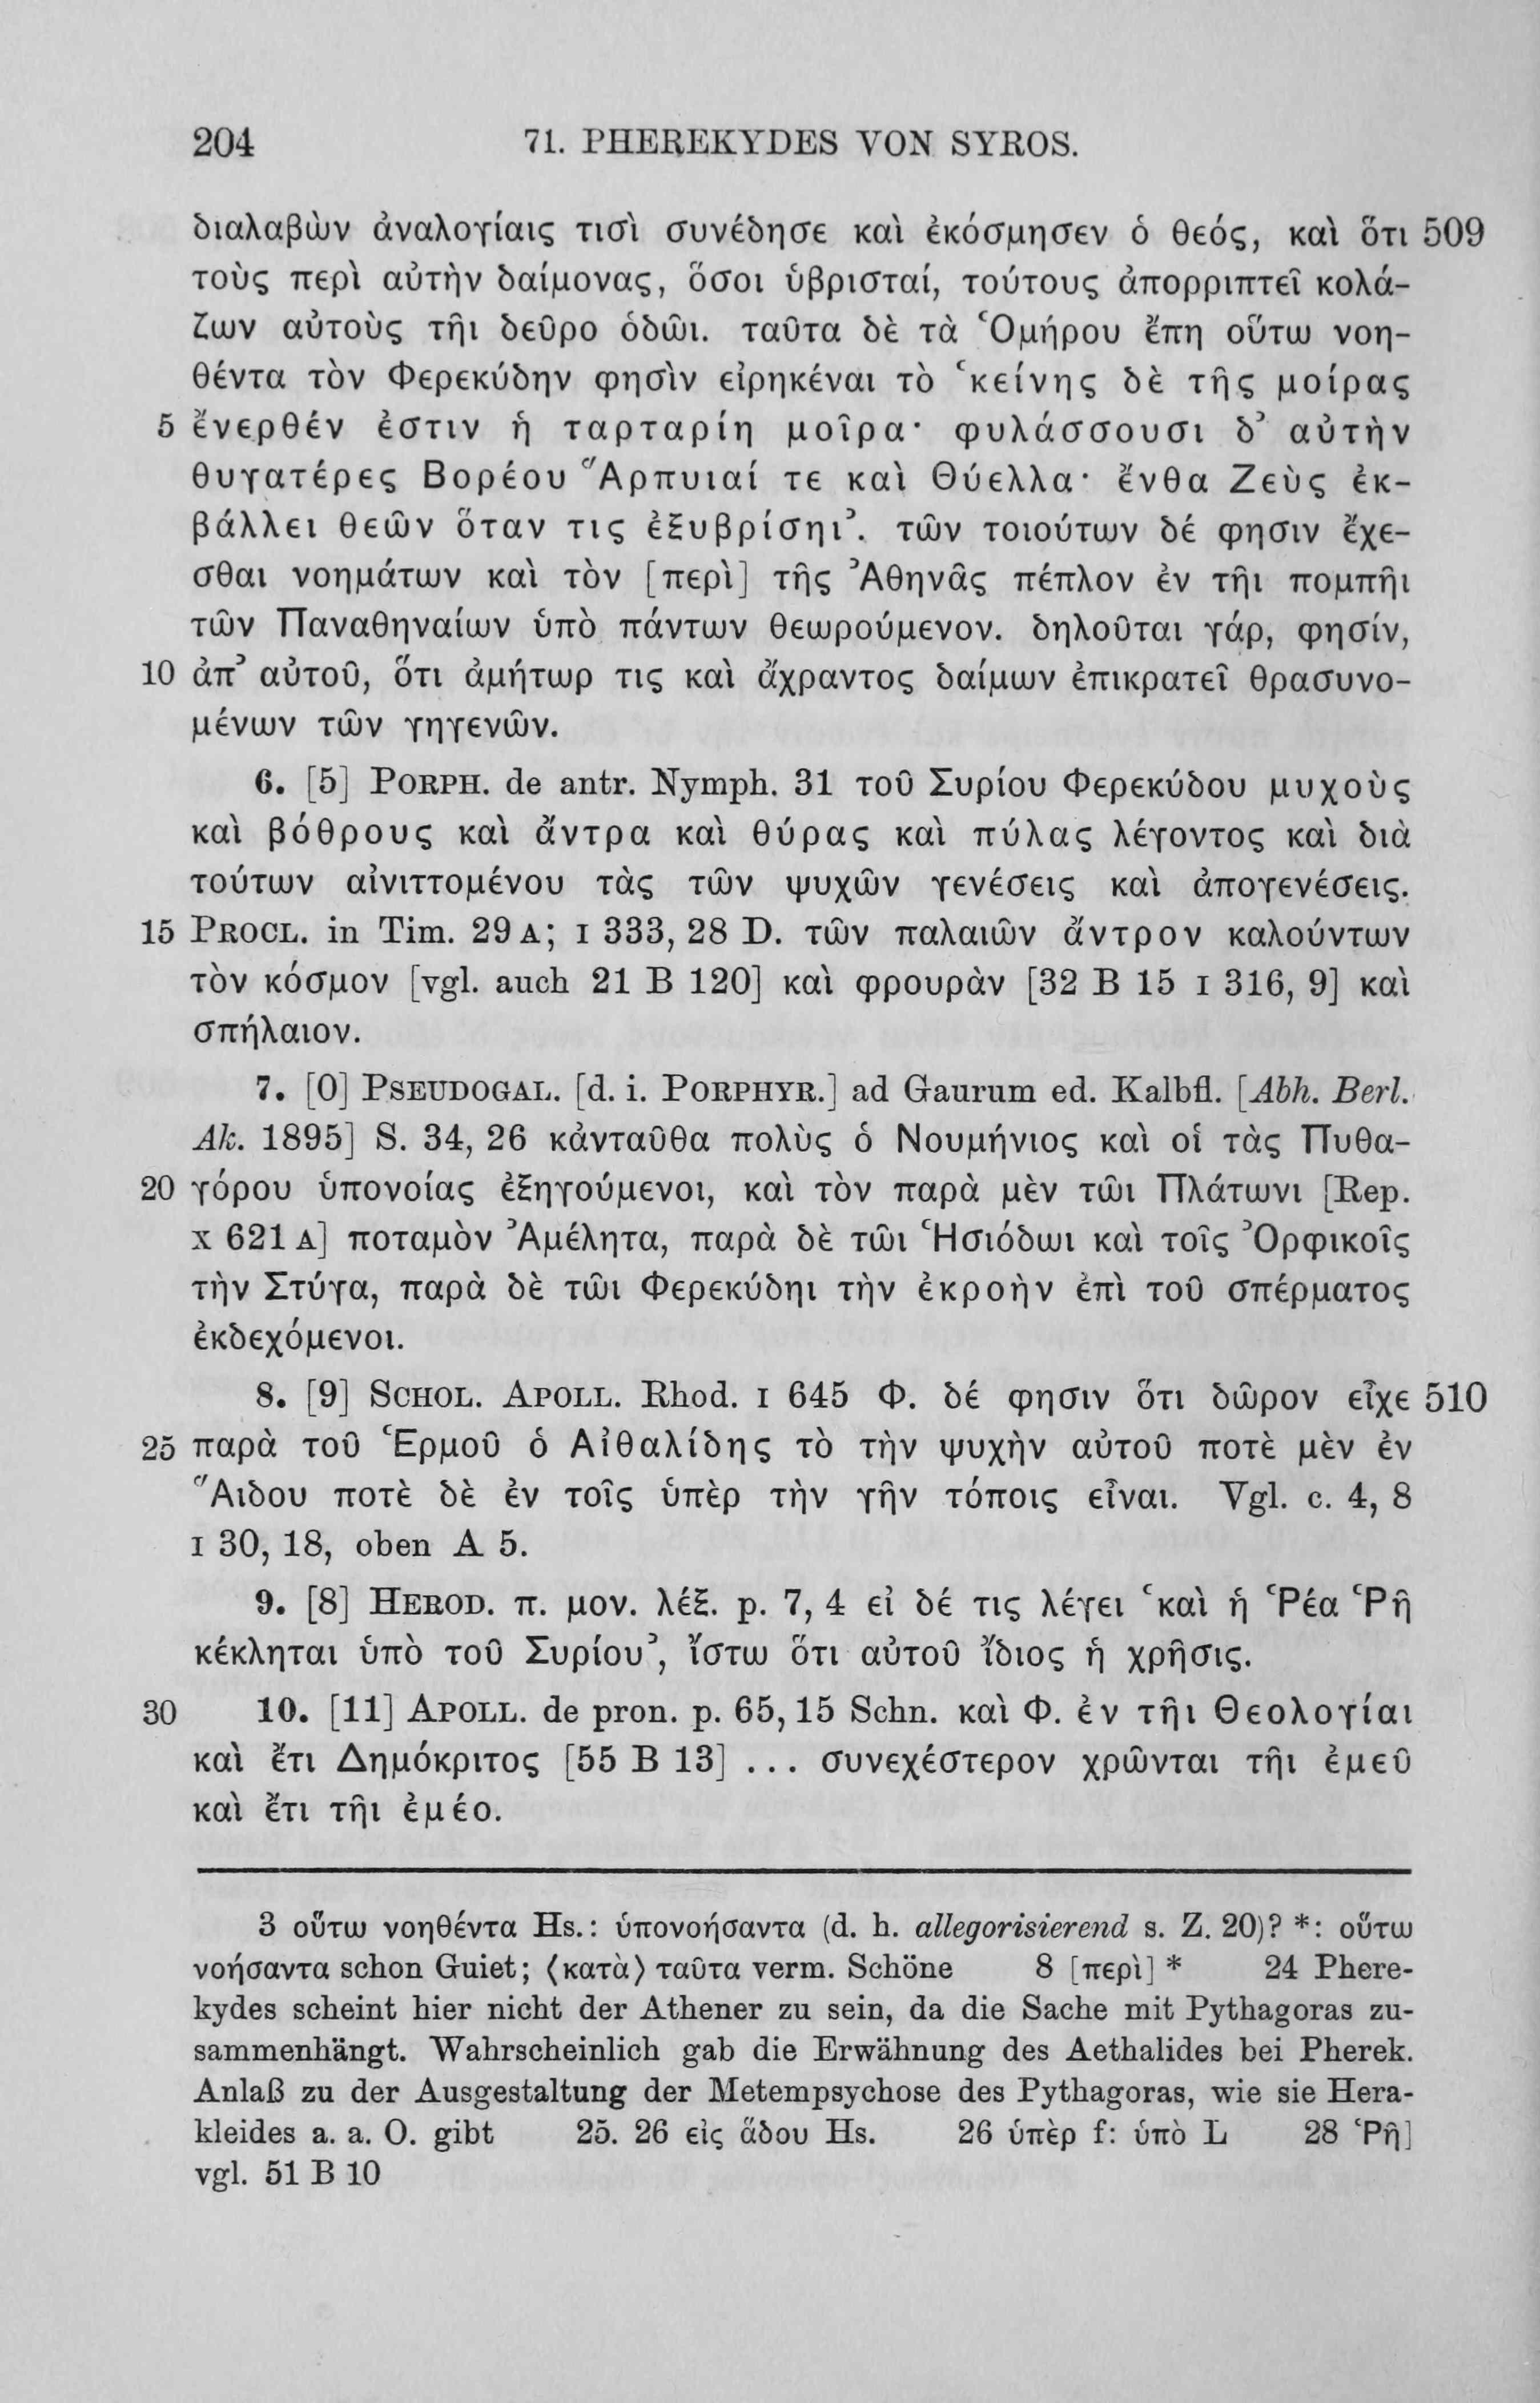 204 71. PHEREKYDES VON SYROS.
διαλαβὼν ἀναλογίαις τισὶ συνέδησε καὶ ἐκόσμησεν ὁ θεός, καὶ ὅτι 509
τοὺς περὶ αὐτὴν δαίμονας, ὅσοι ὑβρισταί, τούτους ἀπορριπτεῖ κολά-
ζων αὐτοὺς τῆι δεῦρο ὁδῶι. ταῦτα δὲ τὰ Ὁμήρου ἔπη οὕτω νοη-
θέντα τὸν Φερεκύδην φησὶν εἰρηκέναι τὸ ʽκείνης δὲ τῆς μοίρας
5 ἔνερθέν ἐστιν ἡ ταρταρίη μοῖρα· φυλάσσουσι δ᾽ αὐτὴν
θυγατέρες Βορέου Ἅρπυιαί τε καὶ Θύελλα· ἔνθα Ζεὺς ἐκ-
βάλλει θεῶν ὅταν τις ἐξυβρίσηι᾽. τῶν τοιούτων δέ φησιν ἔχε-
σθαι νοημάτων καὶ τὸν [περὶ] τῆς Ἀθηνᾶς πέπλον ἐν τῆι πομπῆι
τῶν Παναθηναίων ὑπὸ πάντων θεωρούμενον. δηλοῦται γάρ, φησίν,
10 ἀπ᾽ αὐτοῦ, ὅτι ἀμήτωρ τις καὶ ἄχραντος δαίμων ἐπικρατεῖ θρασυνο-
μένων τῶν γηγενῶν.
6. [5] PORPH. de antr. Nymph. 31 τοῦ Συρίου Φερεκύδου μυχοὺς
καὶ βόθρους καὶ ἄντρα καὶ θύρας καὶ πύλας λέγοντος καὶ διὰ
τούτων αἰνιττομένου τὰς τῶν ψυχῶν γενέσεις καὶ ἀπογενέσεις.
15 PROCL. in Tim. 29 A; I 333, 28 D. τῶν παλαιῶν ἄντρον καλούντων
τὸν κόσμον [vgl. auch 21 B 120] καὶ φρουρὰν [32 B 15 I 316, 9] καὶ
σπήλαιον.
7. [0] PSEUDOGAL. [d. i. PORPHYR.] ad Gaurum ed. Kalbfl. [Abh. Berl.
Ak. 1895] S. 34, 26 κἀνταῦθα πολὺς ὁ Νουμήνιος καὶ οἱ τὰς Πυθα-
20 γόρου ὑπονοίας ἐξηγούμενοι, καὶ τὸν παρὰ μὲν τῶι Πλάτωνι [Rep.
X 621 A] ποταμὸν Ἀμέλητα, παρὰ δὲ τῶι Ἡσιόδωι καὶ τοῖς Ὀρφικοῖς
τὴν Στύγα, παρὰ δὲ τῶι Φερεκύδηι τὴν ἐκροὴν ἐπὶ τοῦ σπέρματος
ἐκδεχόμενοι.
8. [9] SCHOL. APOLL. Rhod. I 645 Φ. δέ φησιν ὅτι δῶρον εἶχε 510
25 παρὰ τοῦ Ἑρμοῦ ὁ Αἰθαλίδης τὸ τὴν ψυχὴν αὐτοῦ ποτὲ μὲν ἐν
Ἅιδου ποτὲ δὲ ἐν τοῖς ὑπὲρ τὴν γῆν τόποις εἶναι. Vgl. c. 4, 8
I 30, 18, oben A 5.
9. [8] HEROD. π. μον. λέξ. p. 7, 4 εἰ δέ τις λέγει ʽκαὶ ἡ Ῥέα Ῥῆ
κέκληται ὑπὸ τοῦ Συρίου᾽, ἴστω ὅτι αὐτοῦ ἴδιος ἡ χρῆσις.
30 10. [11] APOLL. de pron. p. 65, 15 Schn. καὶ Φ. ἐν τῆι Θεολογίαι
καὶ ἔτι Δημόκριτος [55 B 13] ... συνεχέστερον χρῶνται τῆι ἐμεῦ
καὶ ἔτι τῆι ἐμέο.
3 οὕτω νοηθέντα Hs.: ὑπονοήσαντα (d. h. allegorisierend s. Z. 20)? *: οὕτω
νοήσαντα schon Guiet; ⟨κατὰ⟩ ταῦτα verm. Schöne 8 [περὶ] * 24 Phere-
kydes scheint hier nicht der Athener zu sein, da die Sache mit Pythagoras zu-
sammenhängt. Wahrscheinlich gab die Erwähnung des Aethalides bei Pherek.
Anlaß zu der Ausgestaltung der Metempsychose des Pythagoras, wie sie Hera-
kleides a. a. O. gibt 25. 26 εἰς ἅδου Hs. 26 ὑπὲρ f: ὑπὸ L 28 Ῥῆ]
vgl. 51 B 10